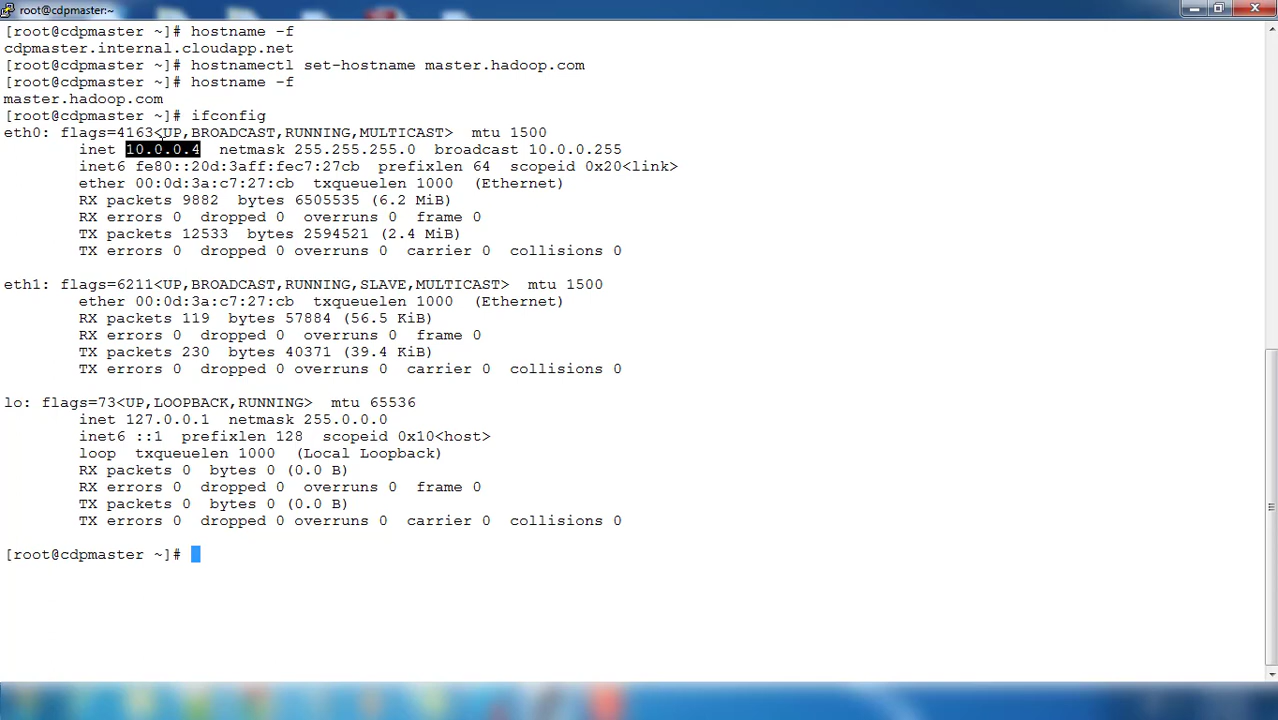 root@cdpmaster:~
[root@cdpmaster ~]# hostname -f
cdpmaster.internal.cloudapp.net
[root@cdpmaster ~]# hostnamectl set-hostname master.hadoop.com
[root@cdpmaster ~]# hostname -f
master.hadoop.com
[root@cdpmaster ~]# ifconfig
eth0: flags=4163<UP,BROADCAST,RUNNING,MULTICAST>  mtu 1500
        inet 10.0.0.4  netmask 255.255.255.0  broadcast 10.0.0.255
        inet6 fe80::20d:3aff:fec7:27cb  prefixlen 64  scopeid 0x20<link>
        ether 00:0d:3a:c7:27:cb  txqueuelen 1000  (Ethernet)
        RX packets 9882  bytes 6505535 (6.2 MiB)
        RX errors 0  dropped 0  overruns 0  frame 0
        TX packets 12533  bytes 2594521 (2.4 MiB)
        TX errors 0  dropped 0 overruns 0  carrier 0  collisions 0
eth1: flags=6211<UP,BROADCAST,RUNNING,SLAVE,MULTICAST>  mtu 1500
        ether 00:0d:3a:c7:27:cb  txqueuelen 1000  (Ethernet)
        RX packets 119  bytes 57884 (56.5 KiB)
        RX errors 0  dropped 0  overruns 0  frame 0
        TX packets 230  bytes 40371 (39.4 KiB)
        TX errors 0  dropped 0 overruns 0  carrier 0  collisions 0
lo: flags=73<UP,LOOPBACK,RUNNING>  mtu 65536
        inet 127.0.0.1  netmask 255.0.0.0
        inet6 ::1  prefixlen 128  scopeid 0x10<host>
        loop  txqueuelen 1000  (Local Loopback)
        RX packets 0  bytes 0 (0.0 B)
        RX errors 0  dropped 0  overruns 0  frame 0
        TX packets 0  bytes 0 (0.0 B)
        TX errors 0  dropped 0 overruns 0  carrier 0  collisions 0
[root@cdpmaster ~]#